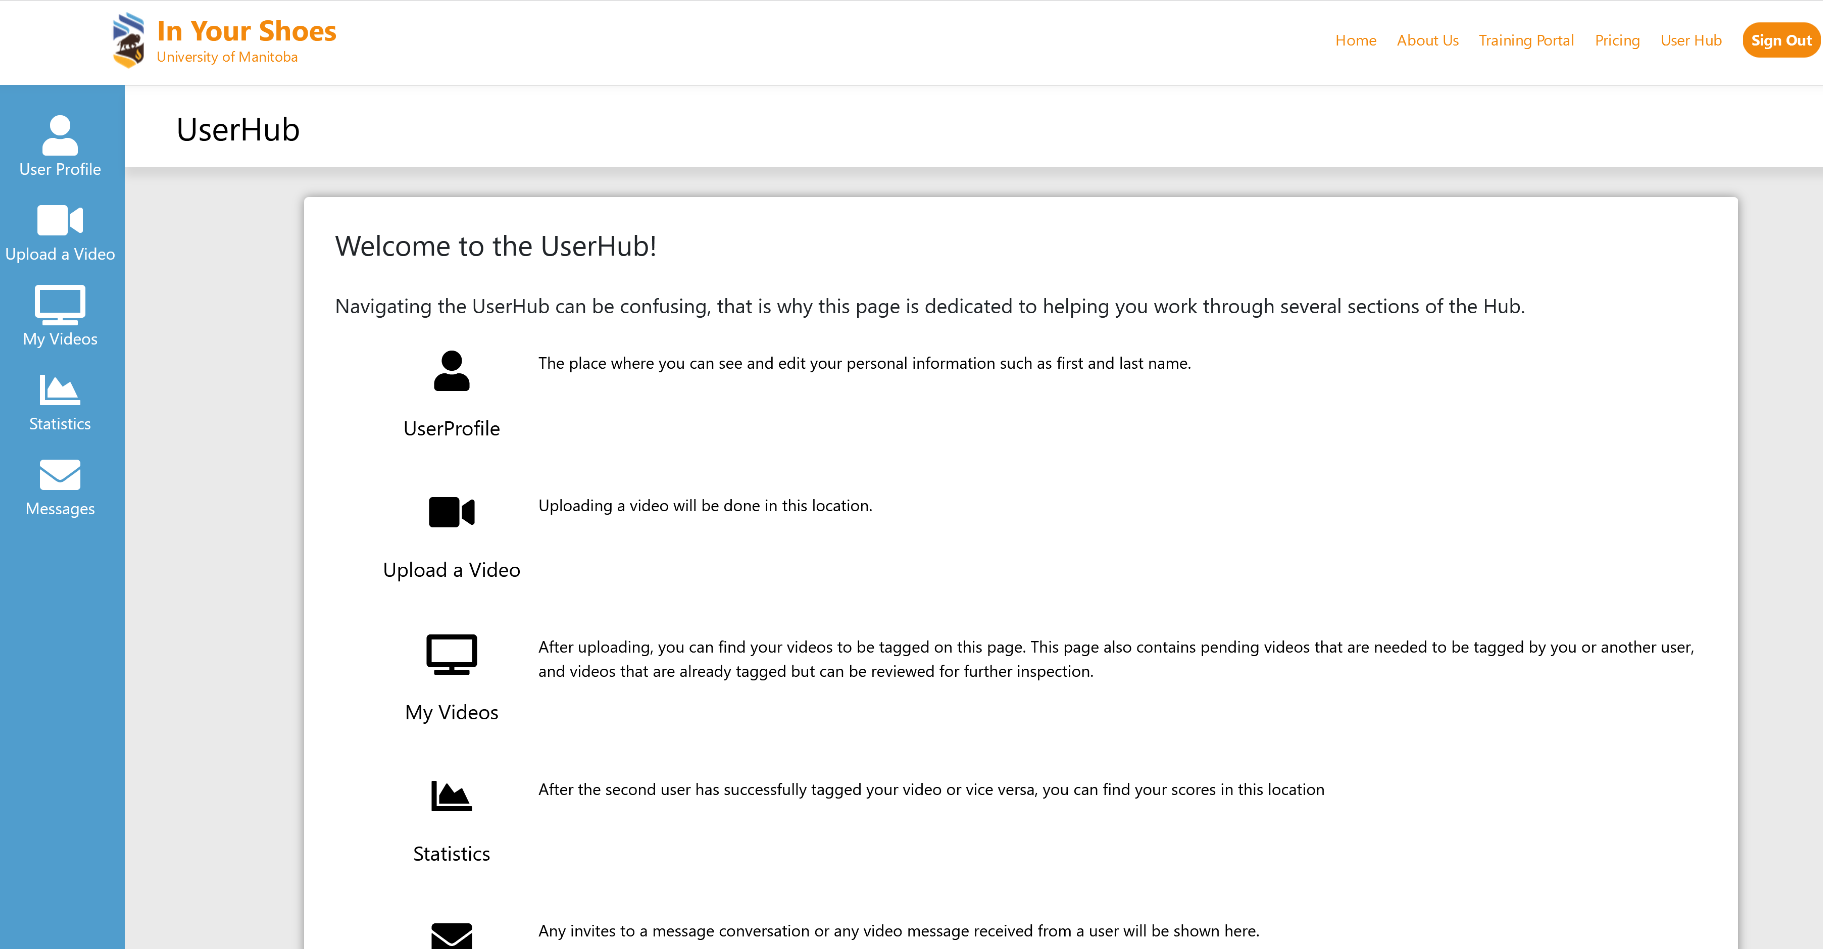 In Your Shoes
University of Manitoba
Home About Us Training Portal Pricing User Hub Sign Out
UserHub
User Profile
Upload a Video
My Videos
Statistics
Messages
Welcome to the UserHub!
Navigating the UserHub can be confusing, that is why this page is dedicated to helping you work through several sections of the Hub.
The place where you can see and edit your personal information such as first and last name.
UserProfile
Uploading a video will be done in this location.
Upload a Video
After uploading, you can find your videos to be tagged on this page. This page also contains pending videos that are needed to be tagged by you or another user,
and videos that are already tagged but can be reviewed for further inspection.
My Videos
After the second user has successfully tagged your video or vice versa, you can find your scores in this location
Statistics
Any invites to a message conversation or any video message received from a user will be shown here.